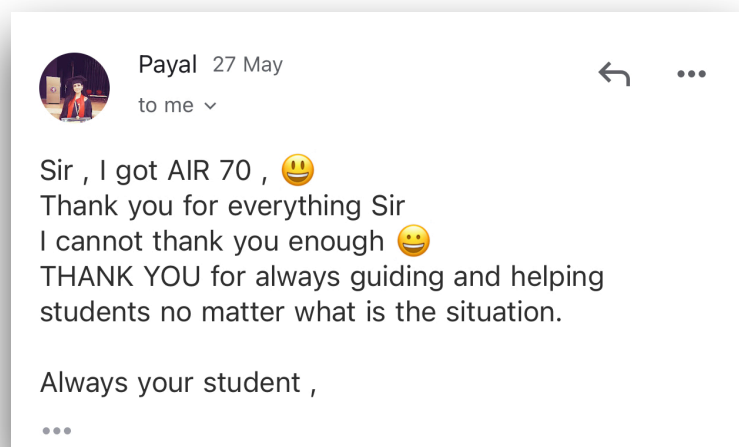 Payal 27 May
to me
Sir , I got AIR 70 , 😃
Thank you for everything Sir
I cannot thank you enough 😀
THANK YOU for always guiding and helping
students no matter what is the situation.
Always your student ,